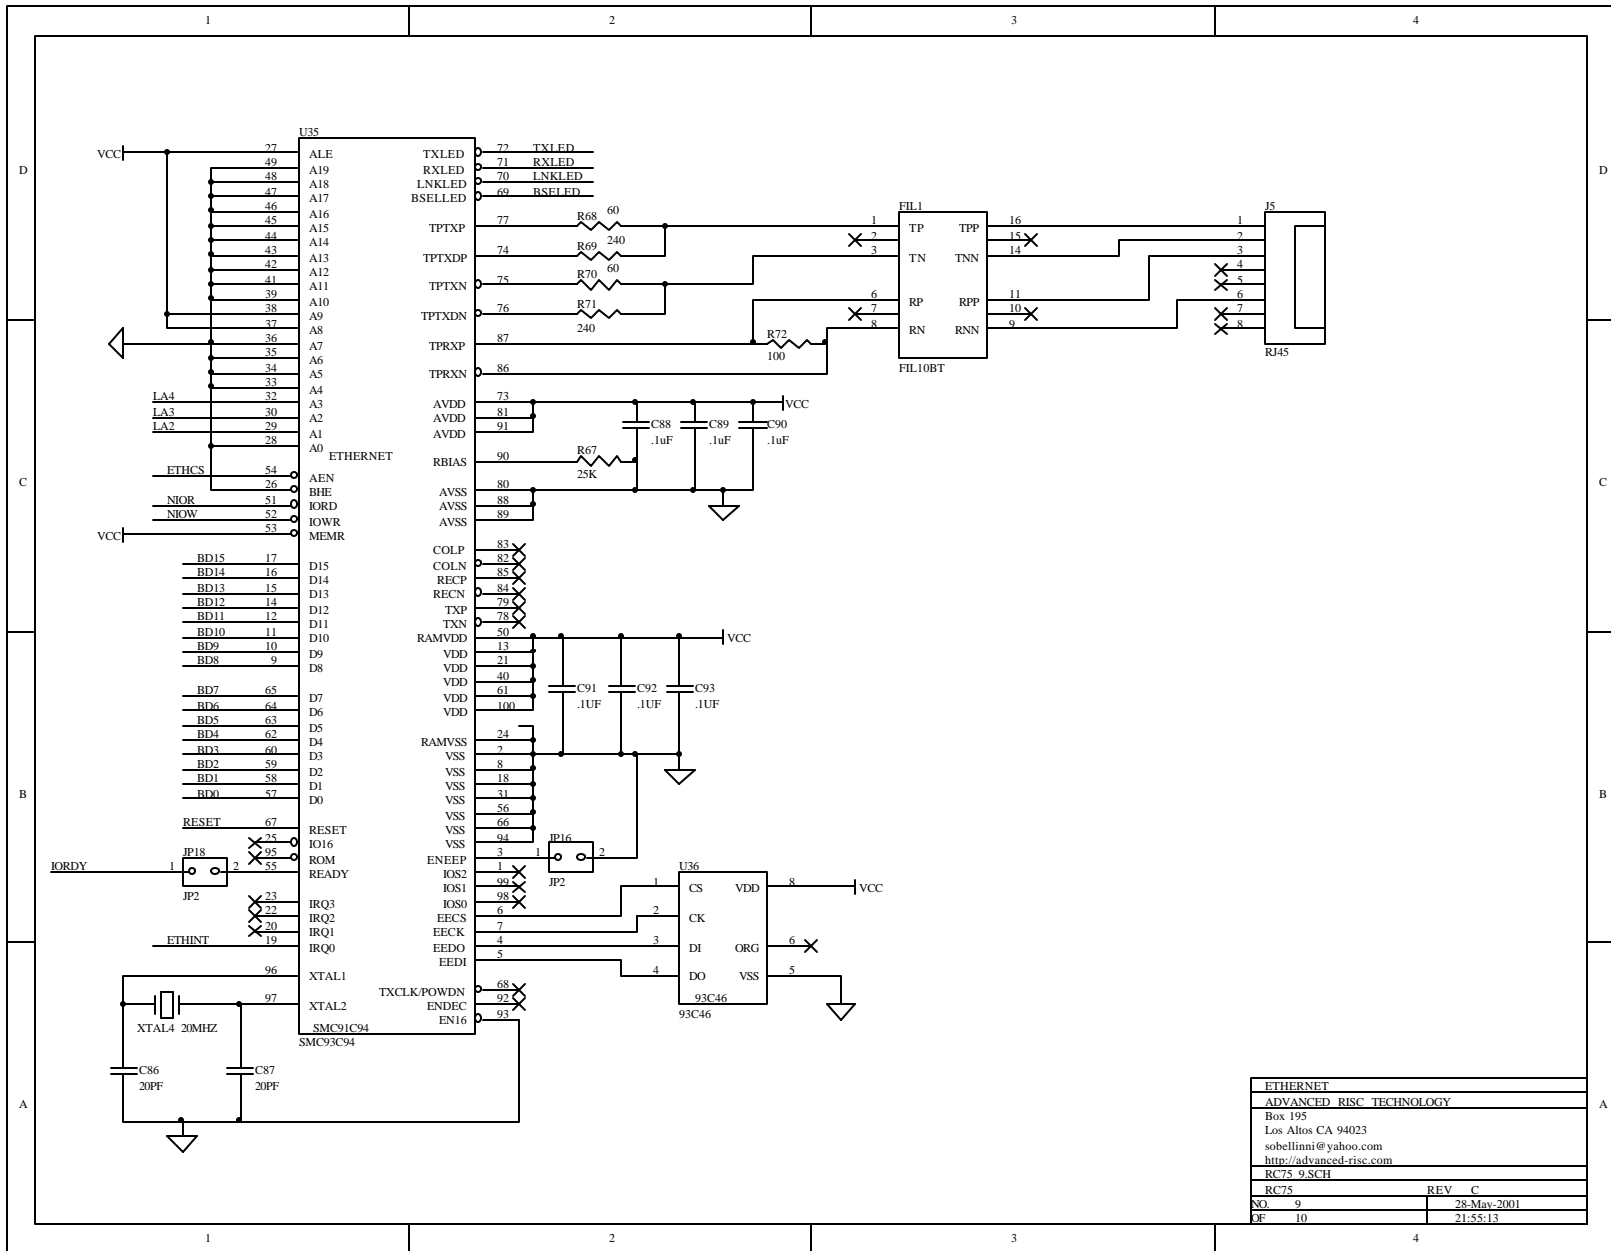 1 2 3 4
D D
C C
B B
A A
U35
VCC 27 ALE
49 A19
48 A18
47 A17
46 A16
45 A15
44 A14
43 A13
42 A12
41 A11
39 A10
38 A9
37 A8
36 A7
35 A6
34 A5
33 A4
LA4 32 A3
LA3 30 A2
LA2 29 A1
28 A0
ETHERNET
ETHCS 54 AEN
26 BHE
NIOR 51 IORD
NIOW 52 IOWR
VCC 53 MEMR
BD15 17 D15
BD14 16 D14
BD13 15 D13
BD12 14 D12
BD11 12 D11
BD10 11 D10
BD9 10 D9
BD8 9 D8
BD7 65 D7
BD6 64 D6
BD5 63 D5
BD4 62 D4
BD3 60 D3
BD2 59 D2
BD1 58 D1
BD0 57 D0
RESET 67 RESET
25 IO16
95 ROM
IORDY 1 JP18 2 55 READY
JP2
23 IRQ3
22 IRQ2
20 IRQ1
ETHINT 19 IRQ0
96 XTAL1
97 XTAL2
XTAL4 20MHZ
SMC91C94
SMC93C94
C86
20PF
C87
20PF
TXLED 72 TXLED
RXLED 71 RXLED
LNKLED 70 LNKLED
BSELLED 69 BSELED
TPTXP 77 R68 60
TPTXDP 74 R69 240
TPTXN 75 R70 60
TPTXDN 76 R71
240
TPRXP 87 R72
100
TPRXN 86
AVDD 73 VCC
AVDD 81
AVDD 91
C88
.1uF
C89
.1uF
C90
.1uF
RBIAS 90 R67
25K
AVSS 80
AVSS 88
AVSS 89
COLP 83
COLN 82
RECP 85
RECN 84
TXP 79
TXN 78
RAMVDD 50 VCC
VDD 13
VDD 21
VDD 40
VDD 61
VDD 100
C91
.1UF
C92
.1UF
C93
.1UF
RAMVSS 24
VSS 2
VSS 8
VSS 18
VSS 31
VSS 56
VSS 66
VSS 94
ENEEP 3 1 JP16 2
JP2
IOS2 1
IOS1 99
IOS0 98
EECS 6
EECK 7
EEDO 4
EEDI 5
TXCLK/POWDN 68
ENDEC 92
EN16 93
U36
1 CS VDD 8 VCC
2 CK
3 DI ORG 6
4 DO VSS 5
93C46
93C46
FIL1
1 TP TPP 16
2 15
3 TN TNN 14
6 RP RPP 11
7 10
8 RN RNN 9
FIL10BT
J5
1
2
3
4
5
6
7
8
RJ45
ETHERNET
ADVANCED RISC TECHNOLOGY
Box 195
Los Altos CA 94023
sobellinni@yahoo.com
http://advanced-risc.com
RC75_9.SCH
RC75 REV C
NO. 9 28-May-2001
OF 10 21:55:13
1 2 3 4